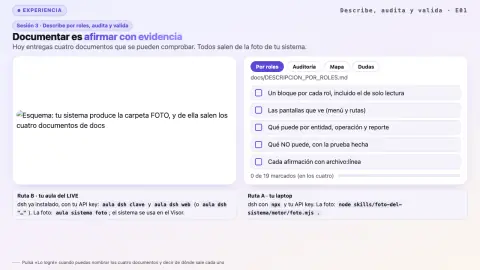 EXPERIENCIA
Describe, audita y valida · E01
Sesión 3 · Describe por roles, audita y valida
Documentar es afirmar con evidencia
Hoy entregas cuatro documentos que se pueden comprobar. Todos salen de la foto de tu sistema.
Esquema: tu sistema produce la carpeta FOTO, y de ella salen los
cuatro documentos de docs
Por roles Auditoría Mapa Dudas
docs/DESCRIPCION_POR_ROLES.md
Un bloque por cada rol, incluido el de solo lectura
Las pantallas que ve (menú y rutas)
Qué puede por entidad, operación y reporte
Qué NO puede, con la prueba hecha
Cada afirmación con archivo:línea
0 de 19 marcados (en los cuatro)
Ruta B · tu aula del LIVE
dsh ya instalado, con tu API key: aula dsh clave y aula dsh web (o aula dsh
"…"). La foto: aula sistema foto; el sistema se usa en el Visor.
Ruta A · tu laptop
dsh con npx y tu API key. La foto: node skills/foto-del-
sistema/motor/foto.mjs .
Pulsa «Lo logré» cuando puedas nombrar los cuatro documentos y decir de dónde sale cada uno